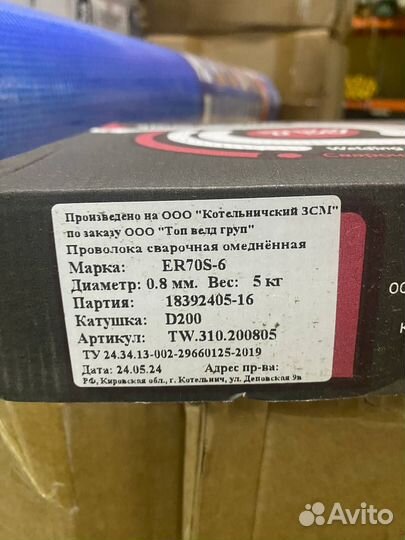 Welding
Свароч
Произведено на ООО "Котельничский ЗСМ"
по заказу ООО "Топ велд груп"
Проволока сварочная омеднённая
Марка: ER70S-6
Диаметр: 0.8 мм. Вес: 5 кг
Партия: 18392405-16
Катушка: D200
Артикул: TW.310.200805
ТУ 24.34.13-002-29660125-2019
Дата: 24.05.24 Адрес пр-ва:
РФ, Кировская обл., г. Котельнич, ул. Деповская 9в
Avito